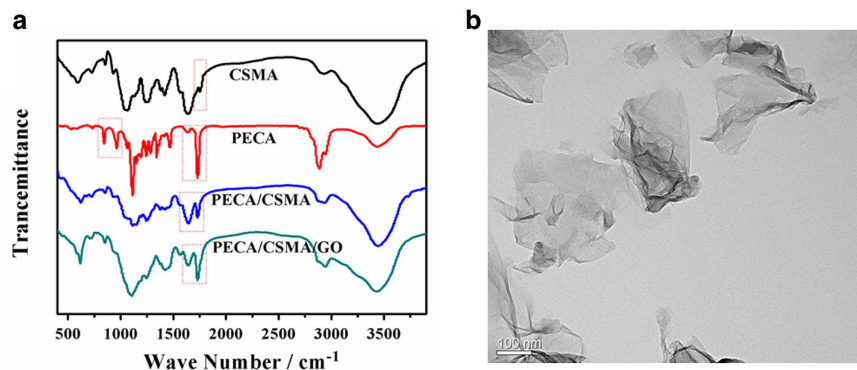 a
b
Trancemittance
CSMA
PECA
PECA/CSMA
PECA/CSMA/GO
500 1000 1500 2000 2500 3000 3500
Wave Number / cm-1
100 nm